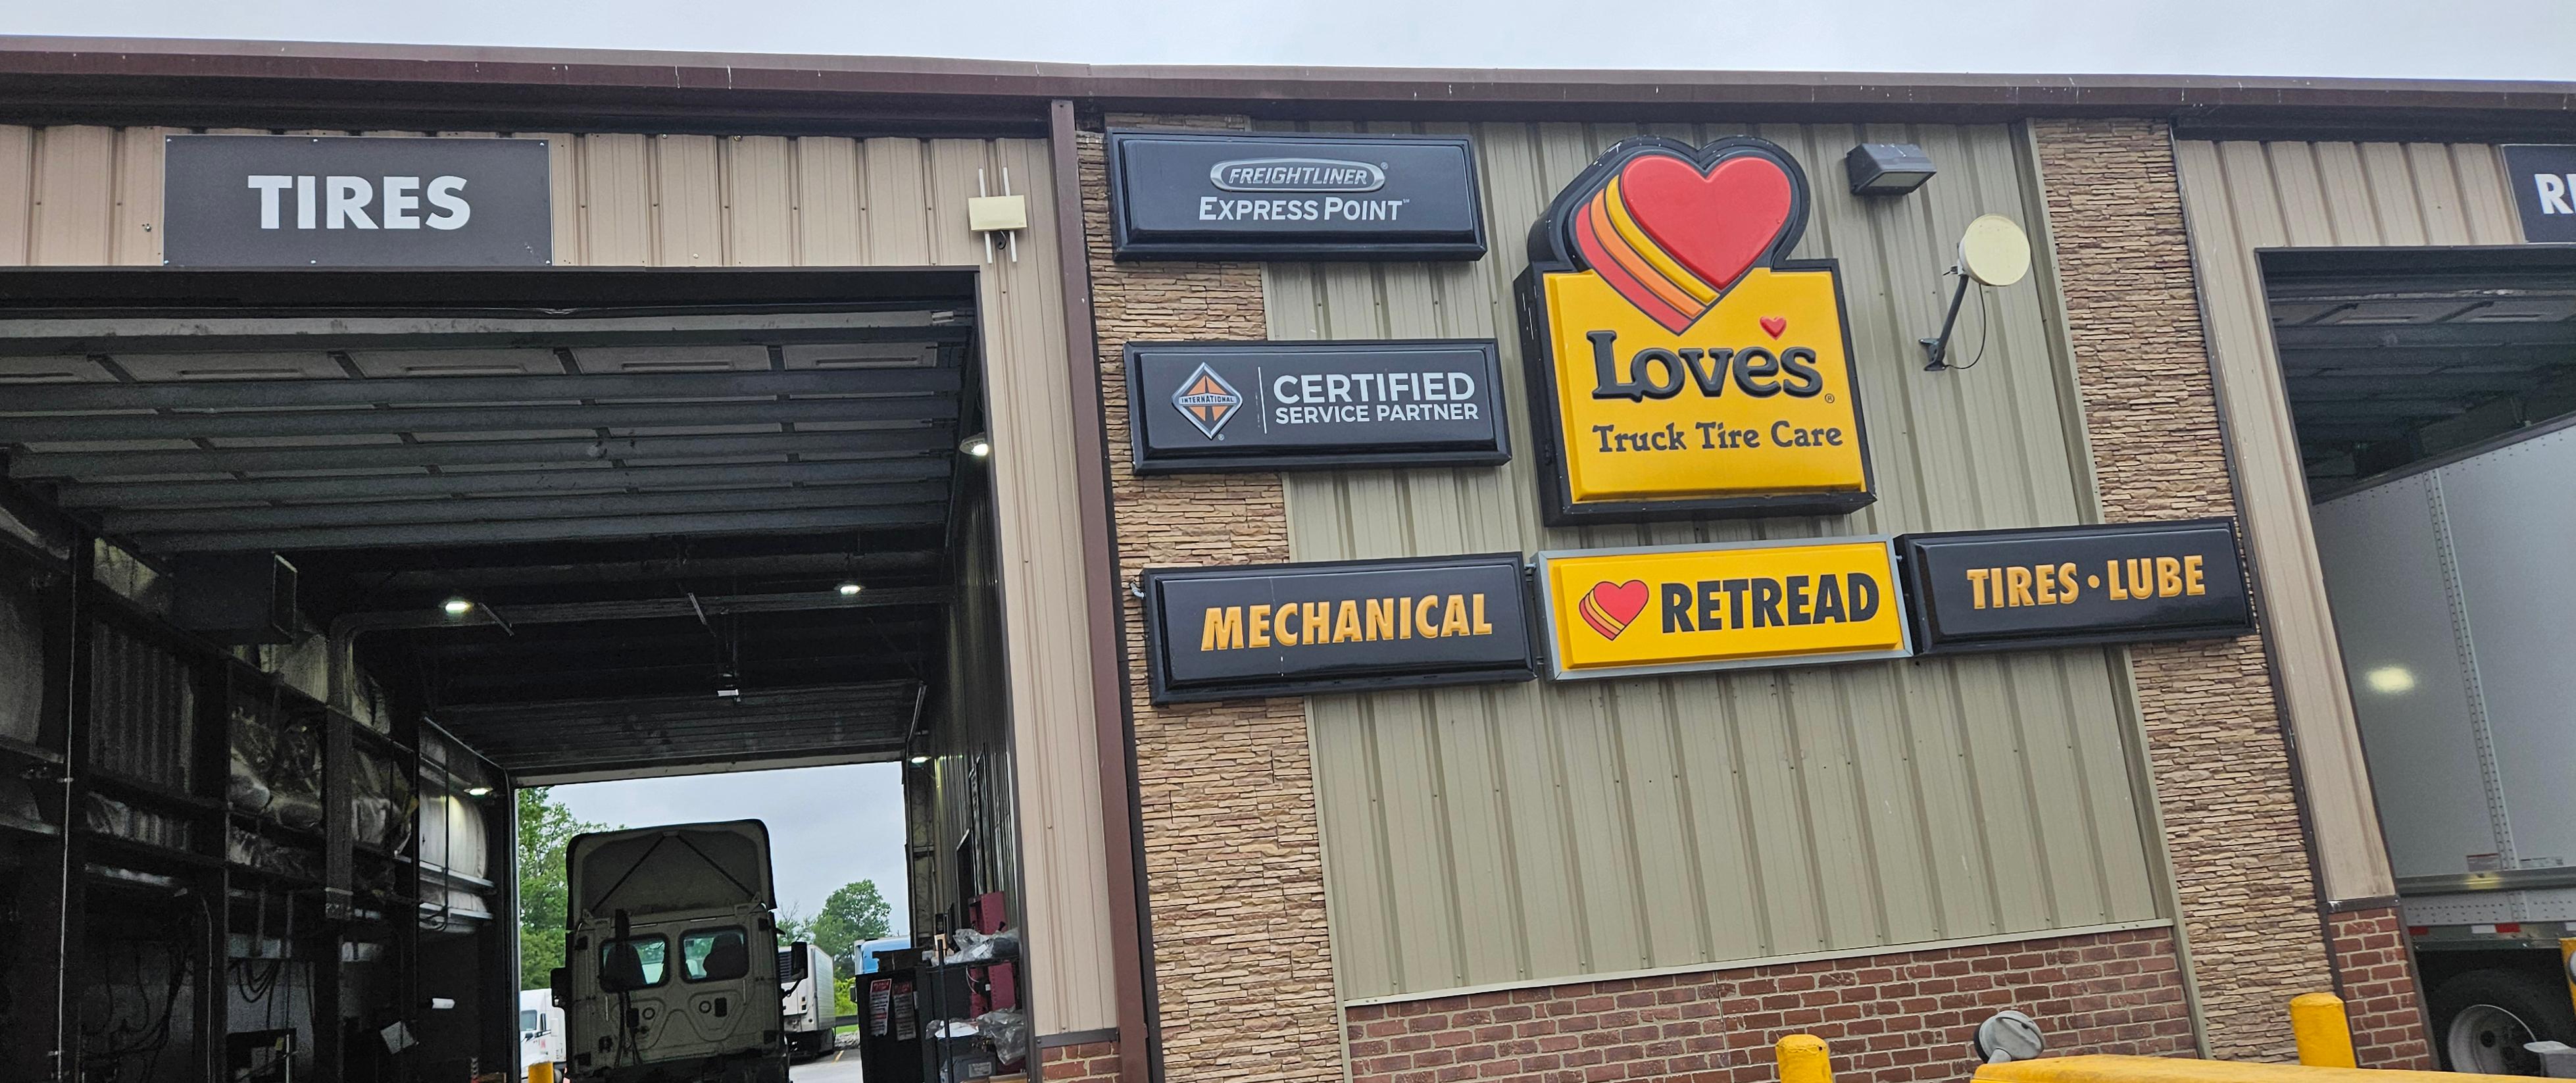 TIRES
FREIGHTLINER
EXPRESS POINT
INTERNATIONAL
CERTIFIED
SERVICE PARTNER
Love's
Truck Tire Care
MECHANICAL
RETREAD
TIRES • LUBE